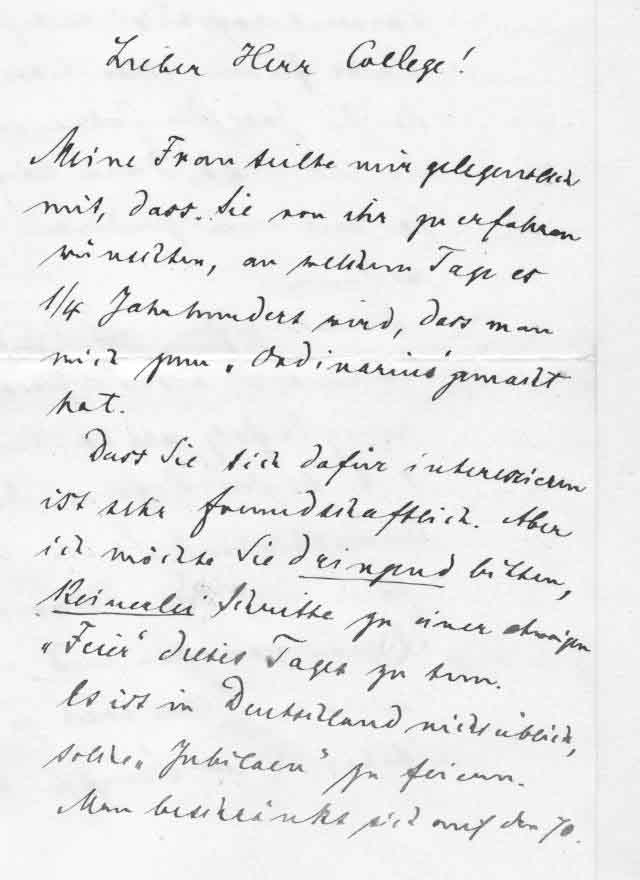 Lieber Herr College!
Meine Frau teilte mir gelegentlich
mit, dass Sie von ihr zu erfahren
wünschten, an welchem Tage es
1/4 Jahrhundert wird, dass man
mich zum „Ordinarius" gemacht
hat.
Dass Sie sich dafür interessieren
ist sehr freundschaftlich. Aber
ich möchte Sie dringend bitten,
Keinerlei Schritte zu einer etwaigen
„Feier" dieses Tages zu tun.
Es ist in Deutschland nicht üblich,
solche „Jubilaen" zu feiern.
Man beschränkt sich auf den 70.